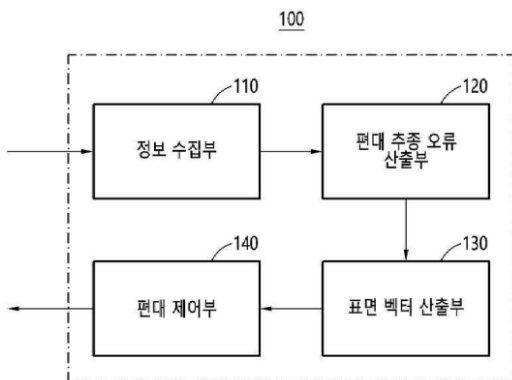 100
110
정보 수집부
120
편대 추종 오류
산출부
140
편대 제어부
130
표면 벡터 산출부